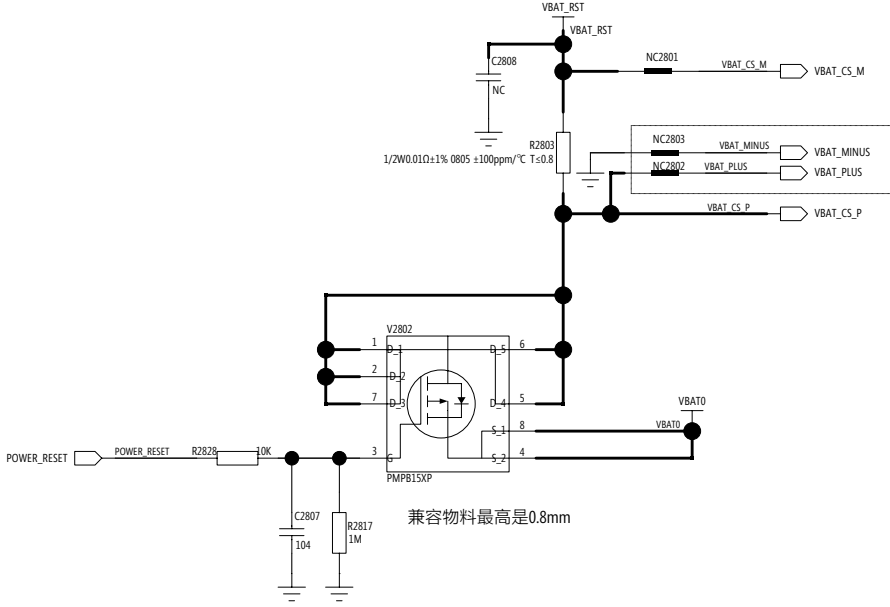 VBAT_RST
VBAT_RST
C2808
NC
NC2801
VBAT_CS_M
VBAT_CS_M
R2803
1/2W0.01Ω±1% 0805 ±100ppm/℃ T≤0.8
NC2803
VBAT_MINUS
VBAT_MINUS
NC2802
VBAT_PLUS
VBAT_PLUS
VBAT_CS_P
VBAT_CS_P
V2802
1
D_1
D_5
6
2
D_2
7
D_3
D_4
5
VBAT0
S_1
8
VBAT0
POWER_RESET
POWER_RESET
R2828
10K
3
G
S_2
4
PMPB15XP
C2807
104
R2817
1M
兼容物料最高是0.8mm